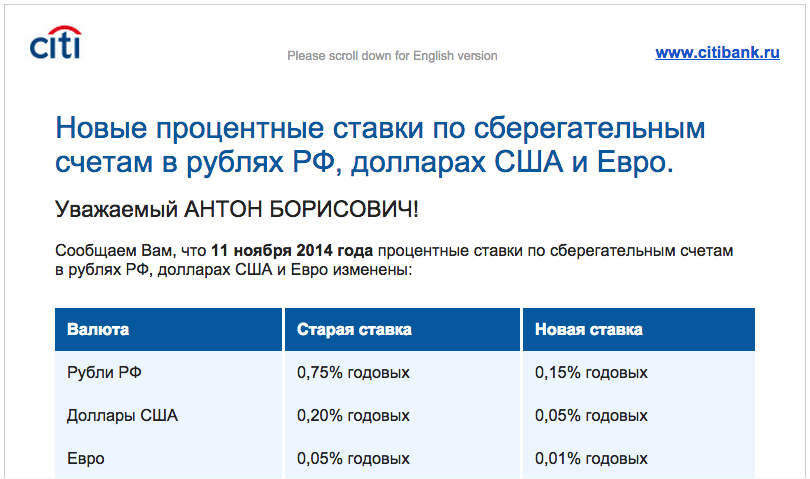 citi
Please scroll down for English version
www.citibank.ru
Новые процентные ставки по сберегательным
счетам в рублях РФ, долларах США и Евро.
Уважаемый АНТОН БОРИСОВИЧ!
Сообщаем Вам, что 11 ноября 2014 года процентные ставки по сберегательным счетам
в рублях РФ, долларах США и Евро изменены:
Валюта Старая ставка Новая ставка
Рубли РФ 0,75% годовых 0,15% годовых
Доллары США 0,20% годовых 0,05% годовых
Евро 0,05% годовых 0,01% годовых